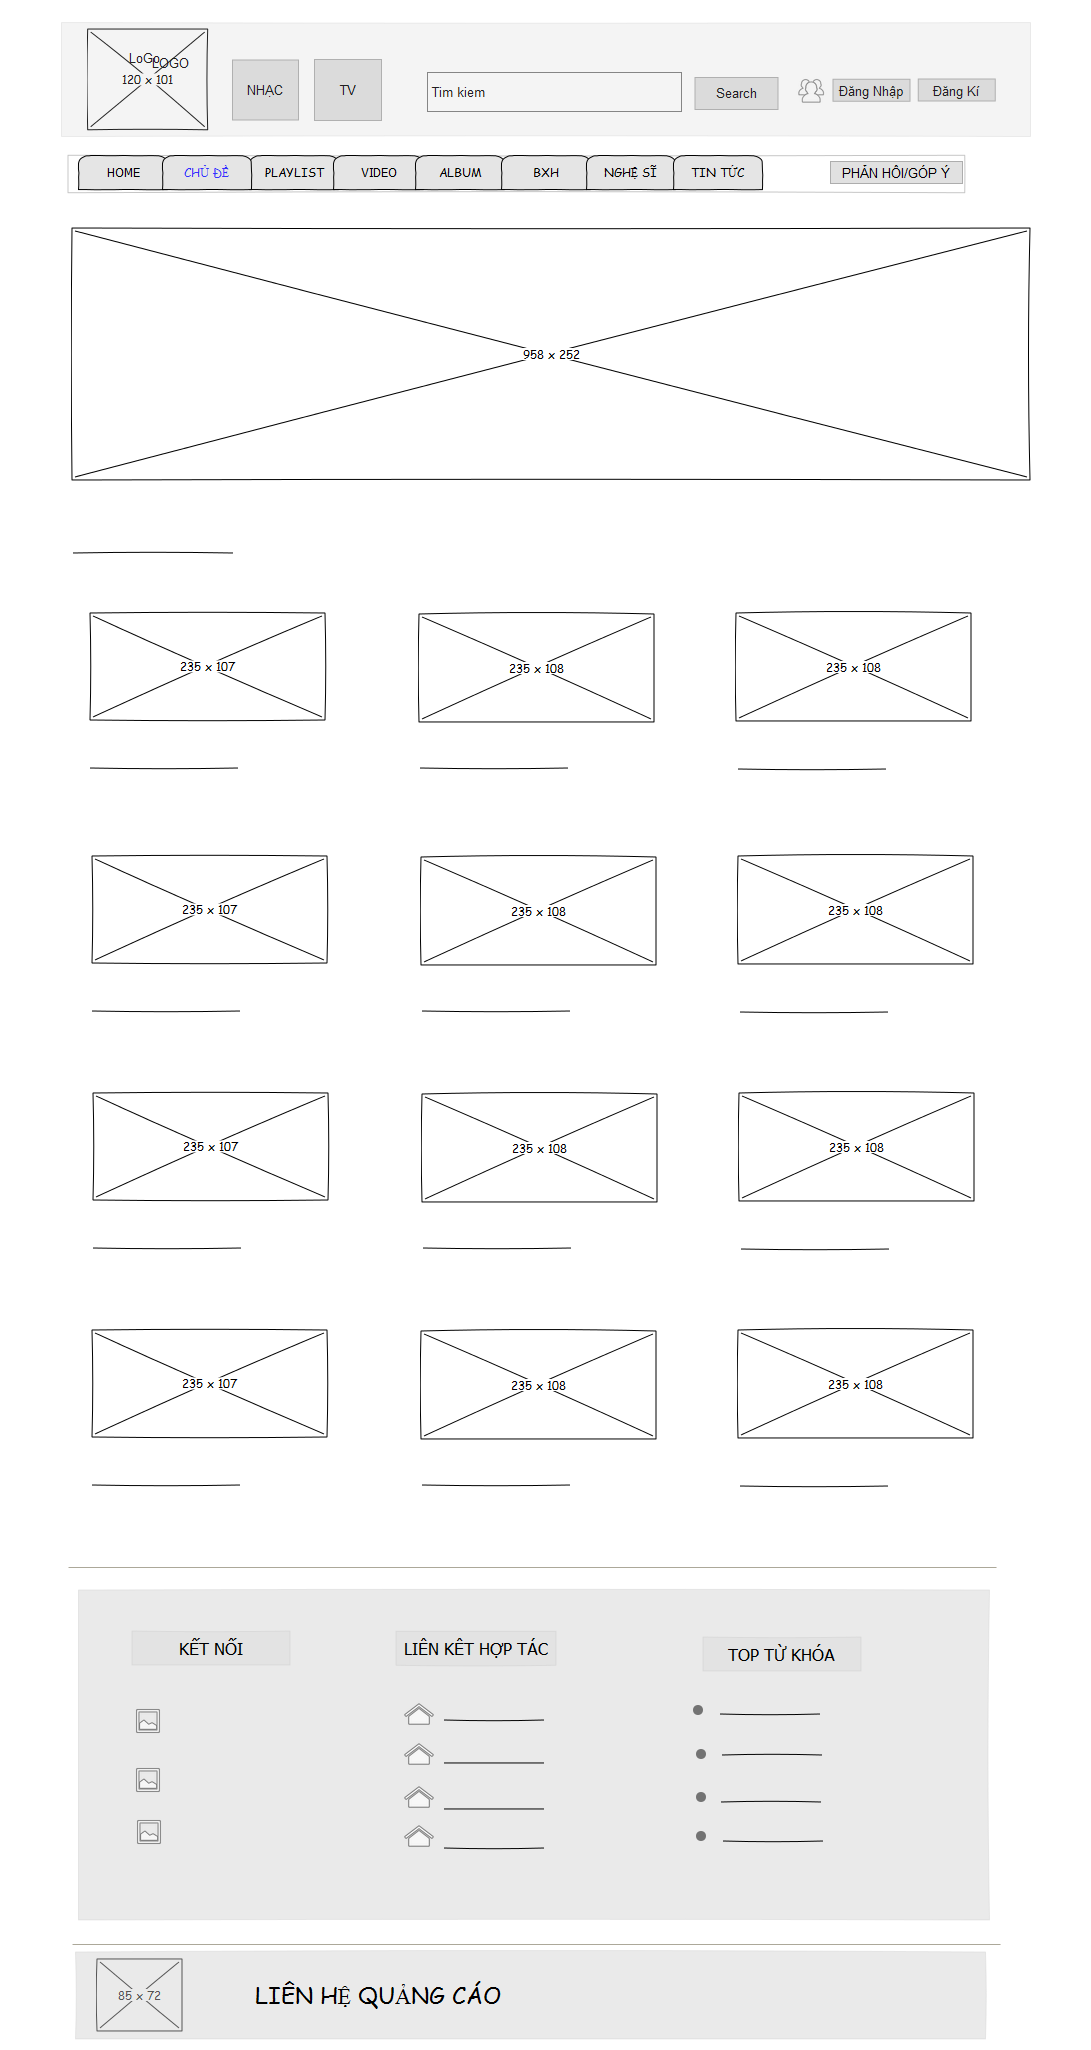 LoGo
LOGO
120 x 101
NHẠC
TV
Tim kiem
Search
Đăng Nhập
Đăng Kí
HOME
CHỦ ĐỀ
PLAYLIST
VIDEO
ALBUM
BXH
NGHỆ SĨ
TIN TỨC
PHẢN HỒI/GÓP Ý
958 x 252
235 x 107
235 x 108
235 x 108
235 x 107
235 x 108
235 x 108
235 x 107
235 x 108
235 x 108
235 x 107
235 x 108
235 x 108
KẾT NỐI
LIÊN KÊT HỢP TÁC
TOP TỪ KHÓA
85 x 72
LIÊN HỆ QUẢNG CÁO